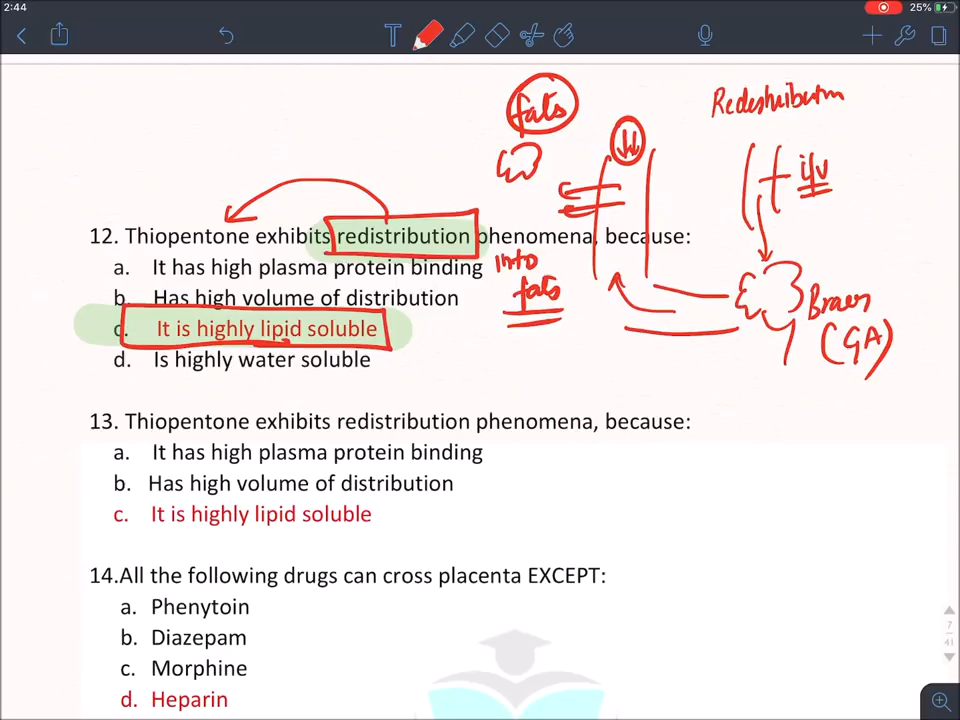 2:44
25%
fats
Redestribution
i/v
12. Thiopentone exhibits redistribution phenomena, because:
a. It has high plasma protein binding
into
fats
b. Has high volume of distribution
Brain
c. It is highly lipid soluble
(GA)
d. Is highly water soluble
13. Thiopentone exhibits redistribution phenomena, because:
a. It has high plasma protein binding
b. Has high volume of distribution
c. It is highly lipid soluble
14.All the following drugs can cross placenta EXCEPT:
a. Phenytoin
b. Diazepam
c. Morphine
d. Heparin
7
41
T